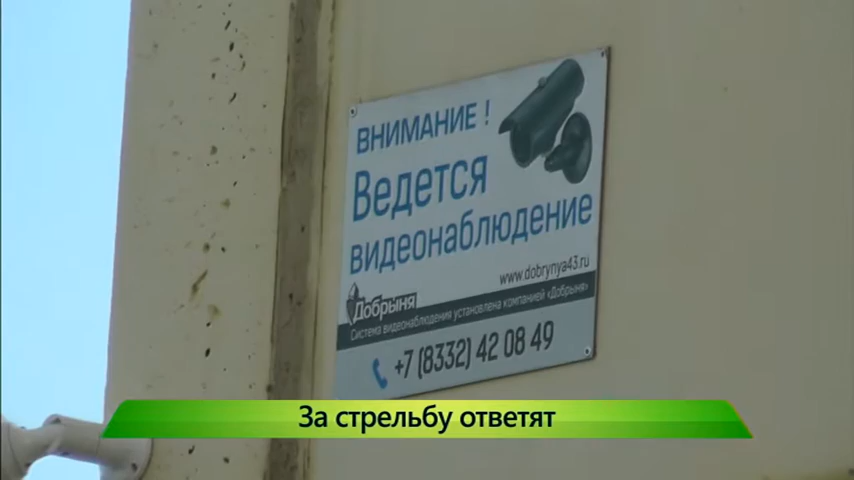 ВНИМАНИЕ !
Ведется
видеонаблюдение
www.dobrynya43.ru
Добрыня
Система видеонаблюдения установлена компанией «Добрыня»
+7 (8332) 42 08 49
За стрельбу ответят